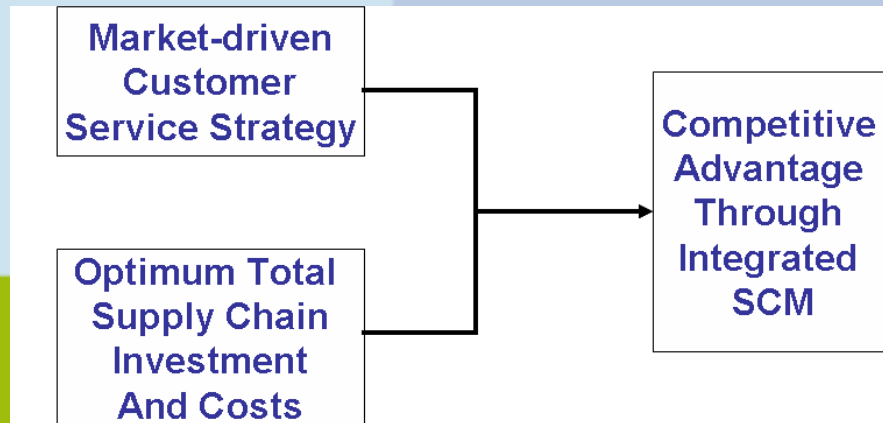 Market-driven
Customer
Service Strategy
Optimum Total
Supply Chain
Investment
And Costs
Competitive
Advantage
Through
Integrated
SCM